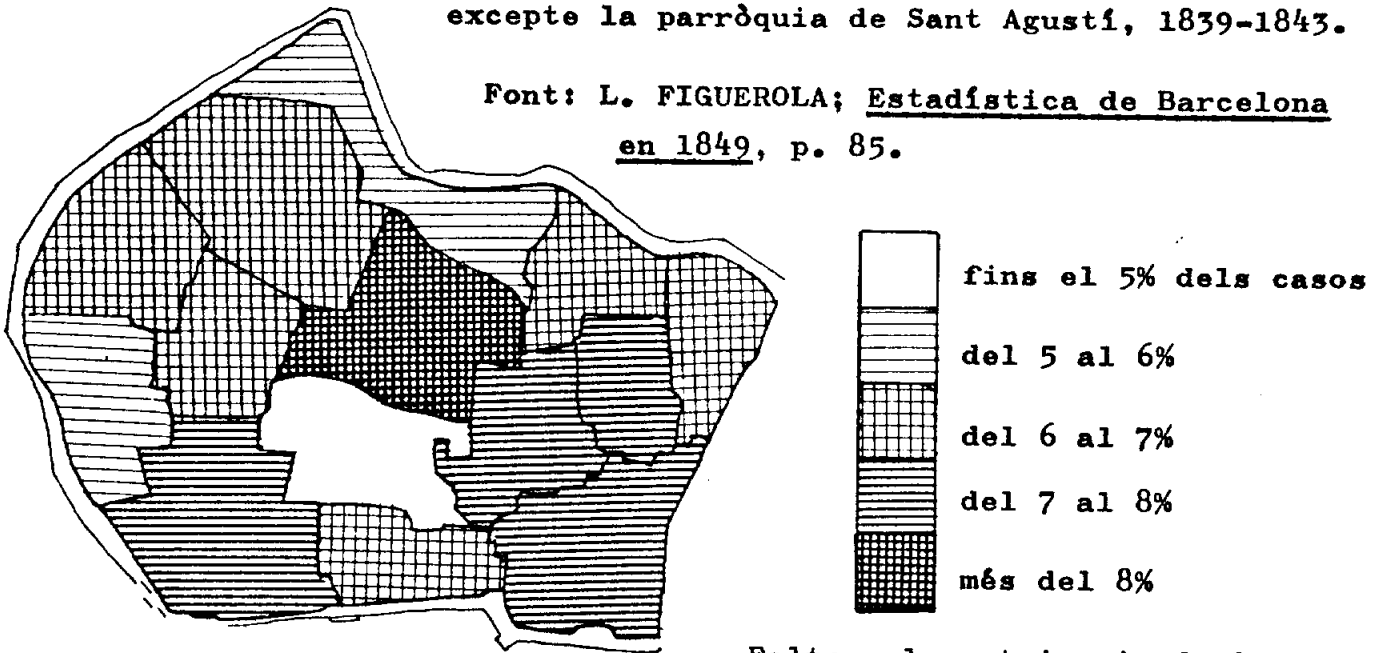 excepte la parròquia de Sant Agustí, 1839-1843.
Font: L. FIGUEROLA; Estadística de Barcelona
en 1849, p. 85.
fins el 5% dels casos
del 5 al 6%
del 6 al 7%
del 7 al 8%
més del 8%